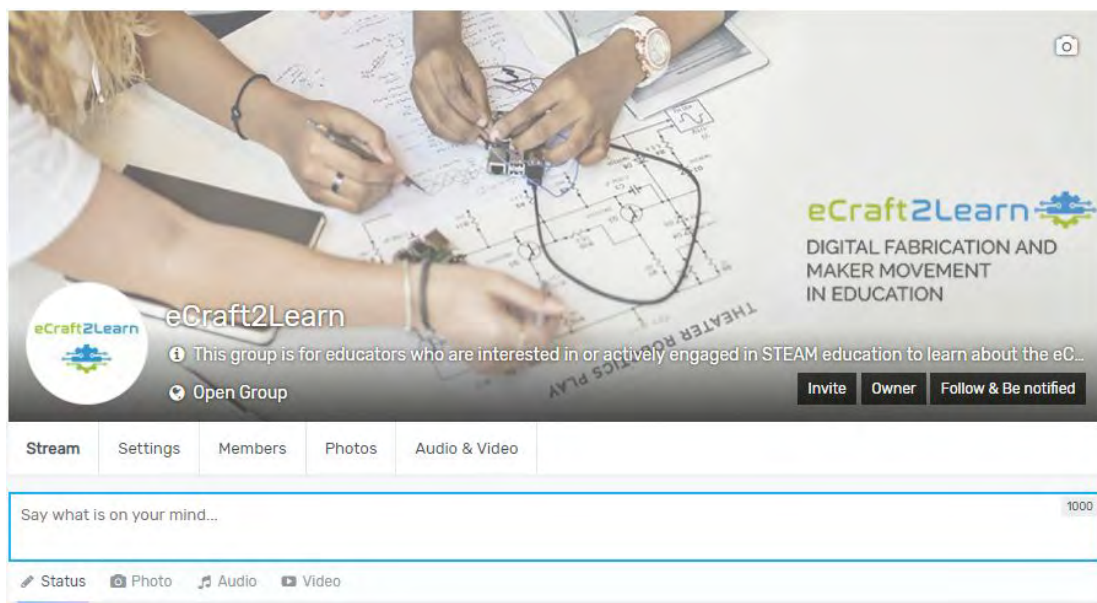 eCraft2Learn
DIGITAL FABRICATION AND
MAKER MOVEMENT
IN EDUCATION
THEATER ROBOTICS PLAY
eCraft2Learn
eCraft2Learn
This group is for educators who are interested in or actively engaged in STEAM education to learn about the eC...
Open Group
Invite Owner Follow & Be notified
Stream Settings Members Photos Audio & Video
Say what is on your mind...
1000
Status Photo Audio Video